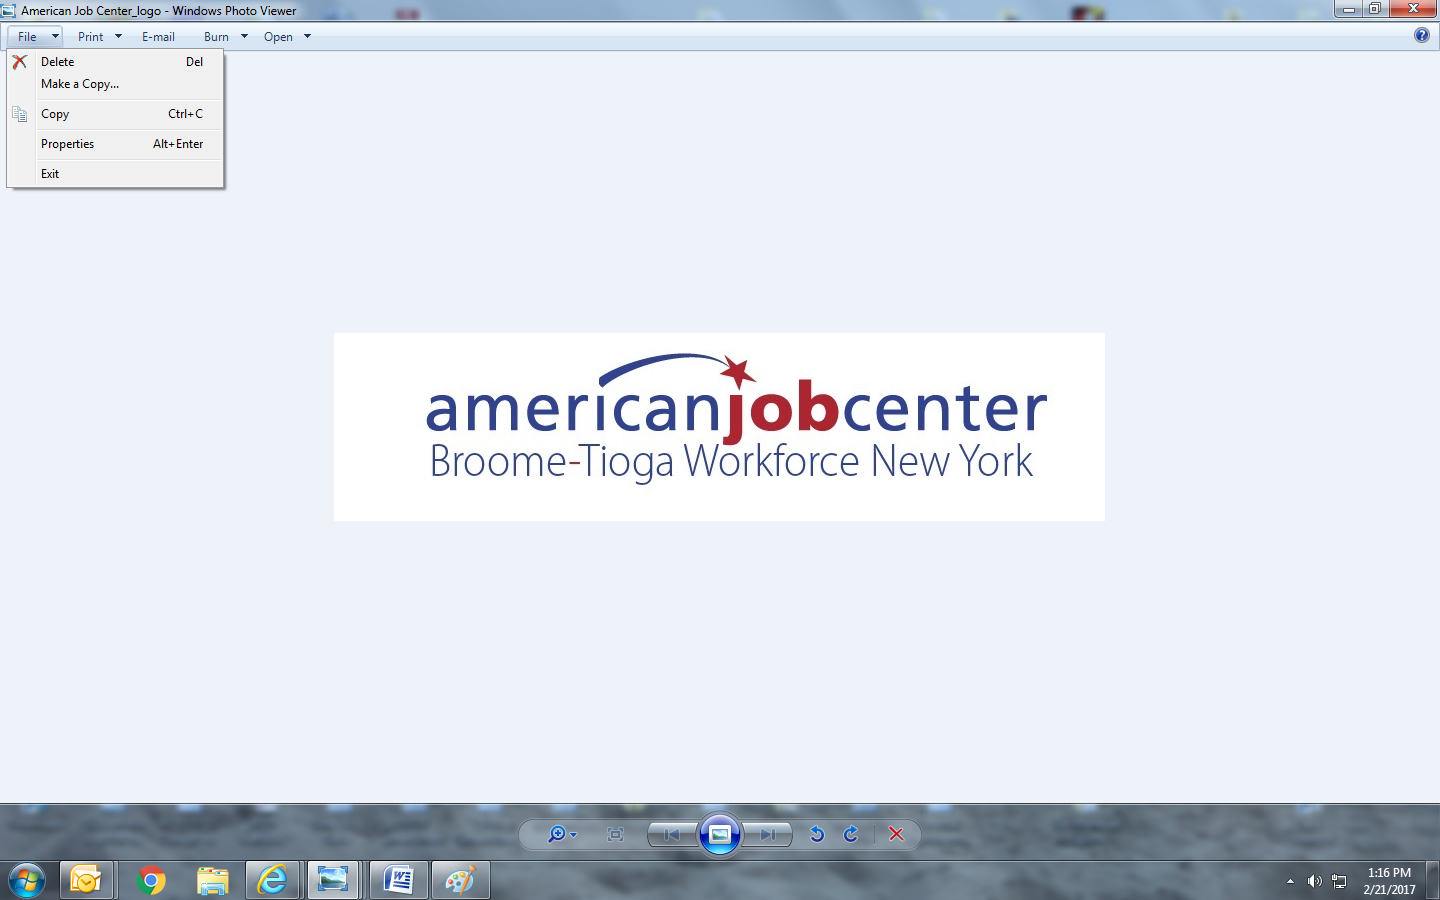 American Job Center_logo - Windows Photo Viewer
File Print E-mail Burn Open
Delete Del
Make a Copy...
Copy Ctrl+C
Properties Alt+Enter
Exit
americanjobcenter
Broome-Tioga Workforce New York
1:16 PM
2/21/2017